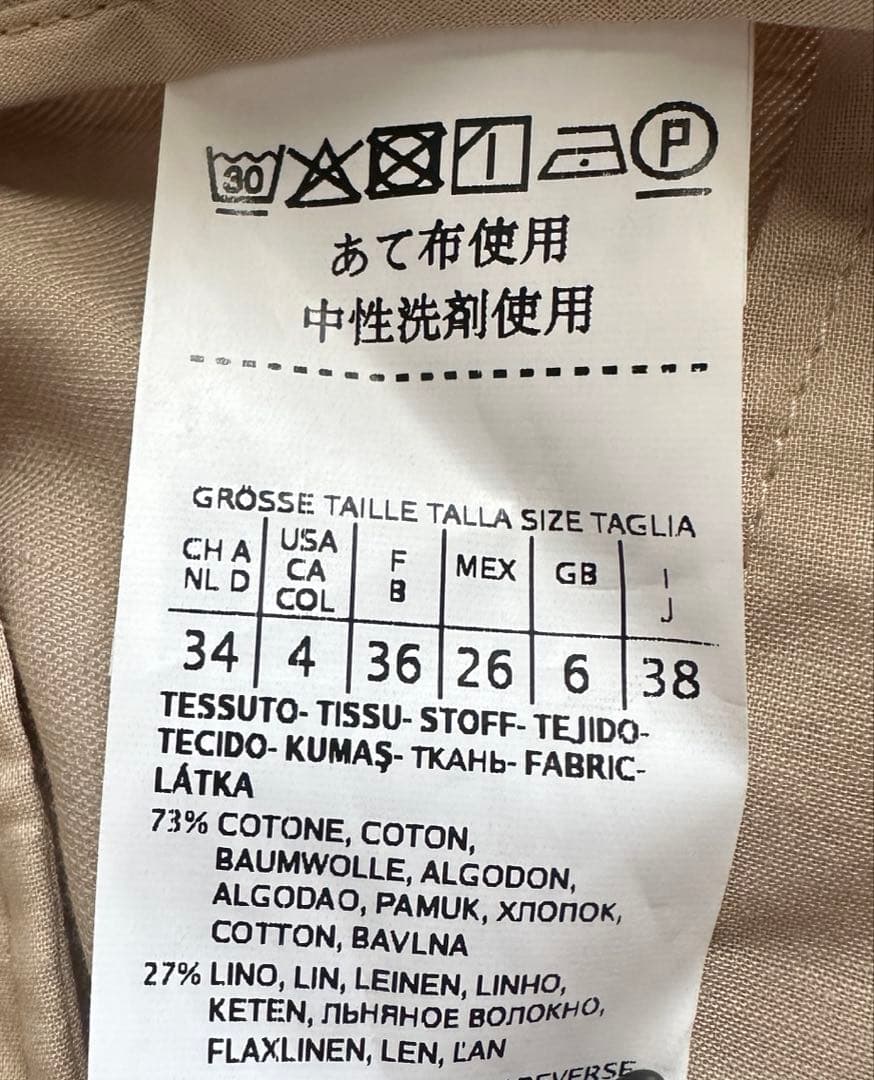 30 P
あて布使用
中性洗剤使用
GRÖSSE TAILLE TALLA SIZE TAGLIA
CH A NL D USA CA COL F B MEX GB I J
34 4 36 26 6 38
TESSUTO- TISSU- STOFF- TEJIDO-
TECIDO- KUMAŞ- ТКАНЬ- FABRIC-
LÁTKA
73% COTONE, COTON,
BAUMWOLLE, ALGODON,
ALGODAO, PAMUK, ХЛОПОК,
COTTON, BAVLNA
27% LINO, LIN, LEINEN, LINHO,
KETEN, ЛЬНЯНОЕ ВОЛОКНО,
FLAXLINEN, LEN, ĽAN